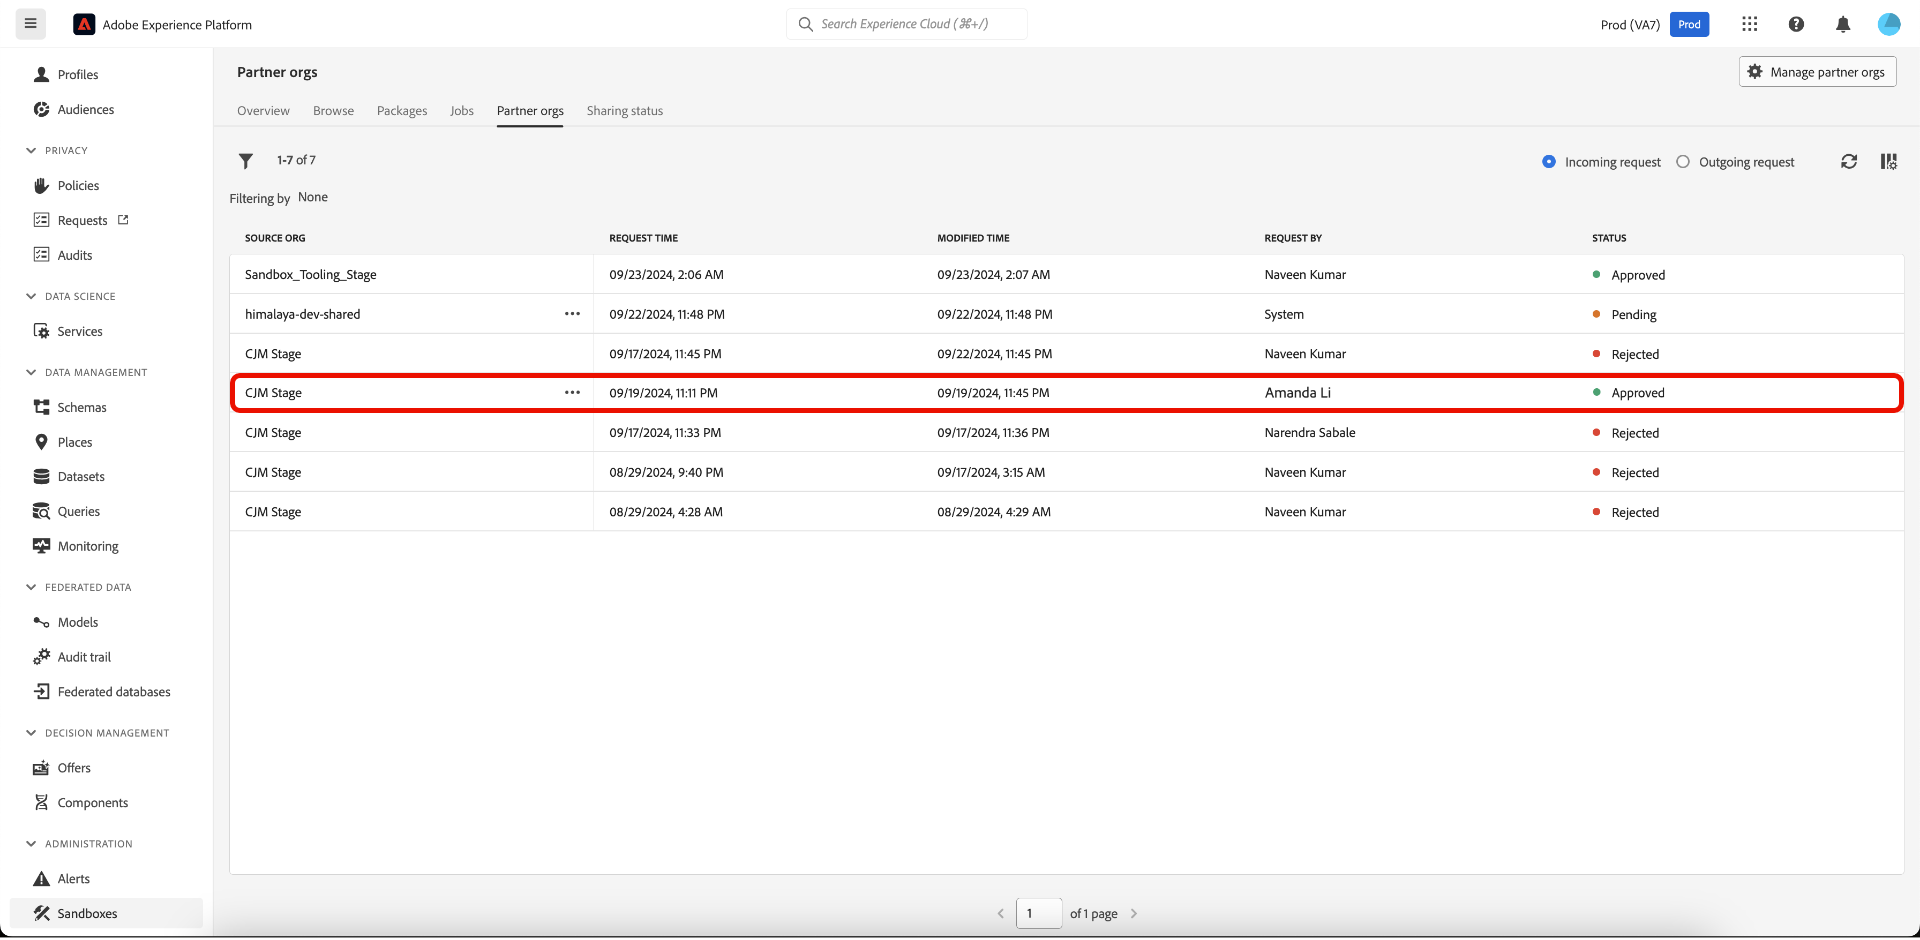 Adobe Experience Platform
Search Experience Cloud (⌘+/)
Prod (VA7) Prod
Profiles
Audiences
PRIVACY
Policies
Requests
Audits
DATA SCIENCE
Services
DATA MANAGEMENT
Schemas
Places
Datasets
Queries
Monitoring
FEDERATED DATA
Models
Audit trail
Federated databases
DECISION MANAGEMENT
Offers
Components
ADMINISTRATION
Alerts
Sandboxes
Partner orgs
Manage partner orgs
Overview Browse Packages Jobs Partner orgs Sharing status
1-7 of 7
Incoming request Outgoing request
Filtering by None
SOURCE ORG REQUEST TIME MODIFIED TIME REQUEST BY STATUS
Sandbox_Tooling_Stage 09/23/2024, 2:06 AM 09/23/2024, 2:07 AM Naveen Kumar Approved
himalaya-dev-shared ••• 09/22/2024, 11:48 PM 09/22/2024, 11:48 PM System Pending
CJM Stage 09/17/2024, 11:45 PM 09/22/2024, 11:45 PM Naveen Kumar Rejected
CJM Stage ••• 09/19/2024, 11:11 PM 09/19/2024, 11:45 PM Amanda Li Approved
CJM Stage 09/17/2024, 11:33 PM 09/17/2024, 11:36 PM Narendra Sabale Rejected
CJM Stage 08/29/2024, 9:40 PM 09/17/2024, 3:15 AM Naveen Kumar Rejected
CJM Stage 08/29/2024, 4:28 AM 08/29/2024, 4:29 AM Naveen Kumar Rejected
1 of 1 page